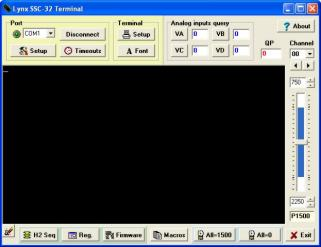 Lynx SSC-32 Terminal
Port
Terminal
Analog inputs query
? About
COM1
Disconnect
Setup
VA 0
VB 0
QP
Channel
Setup
Timeouts
A Font
VC 0
VD 0
0
00
750
2250
P1500
H2 Seq
Reg.
Firmware
Macros
All=1500
All=0
Exit